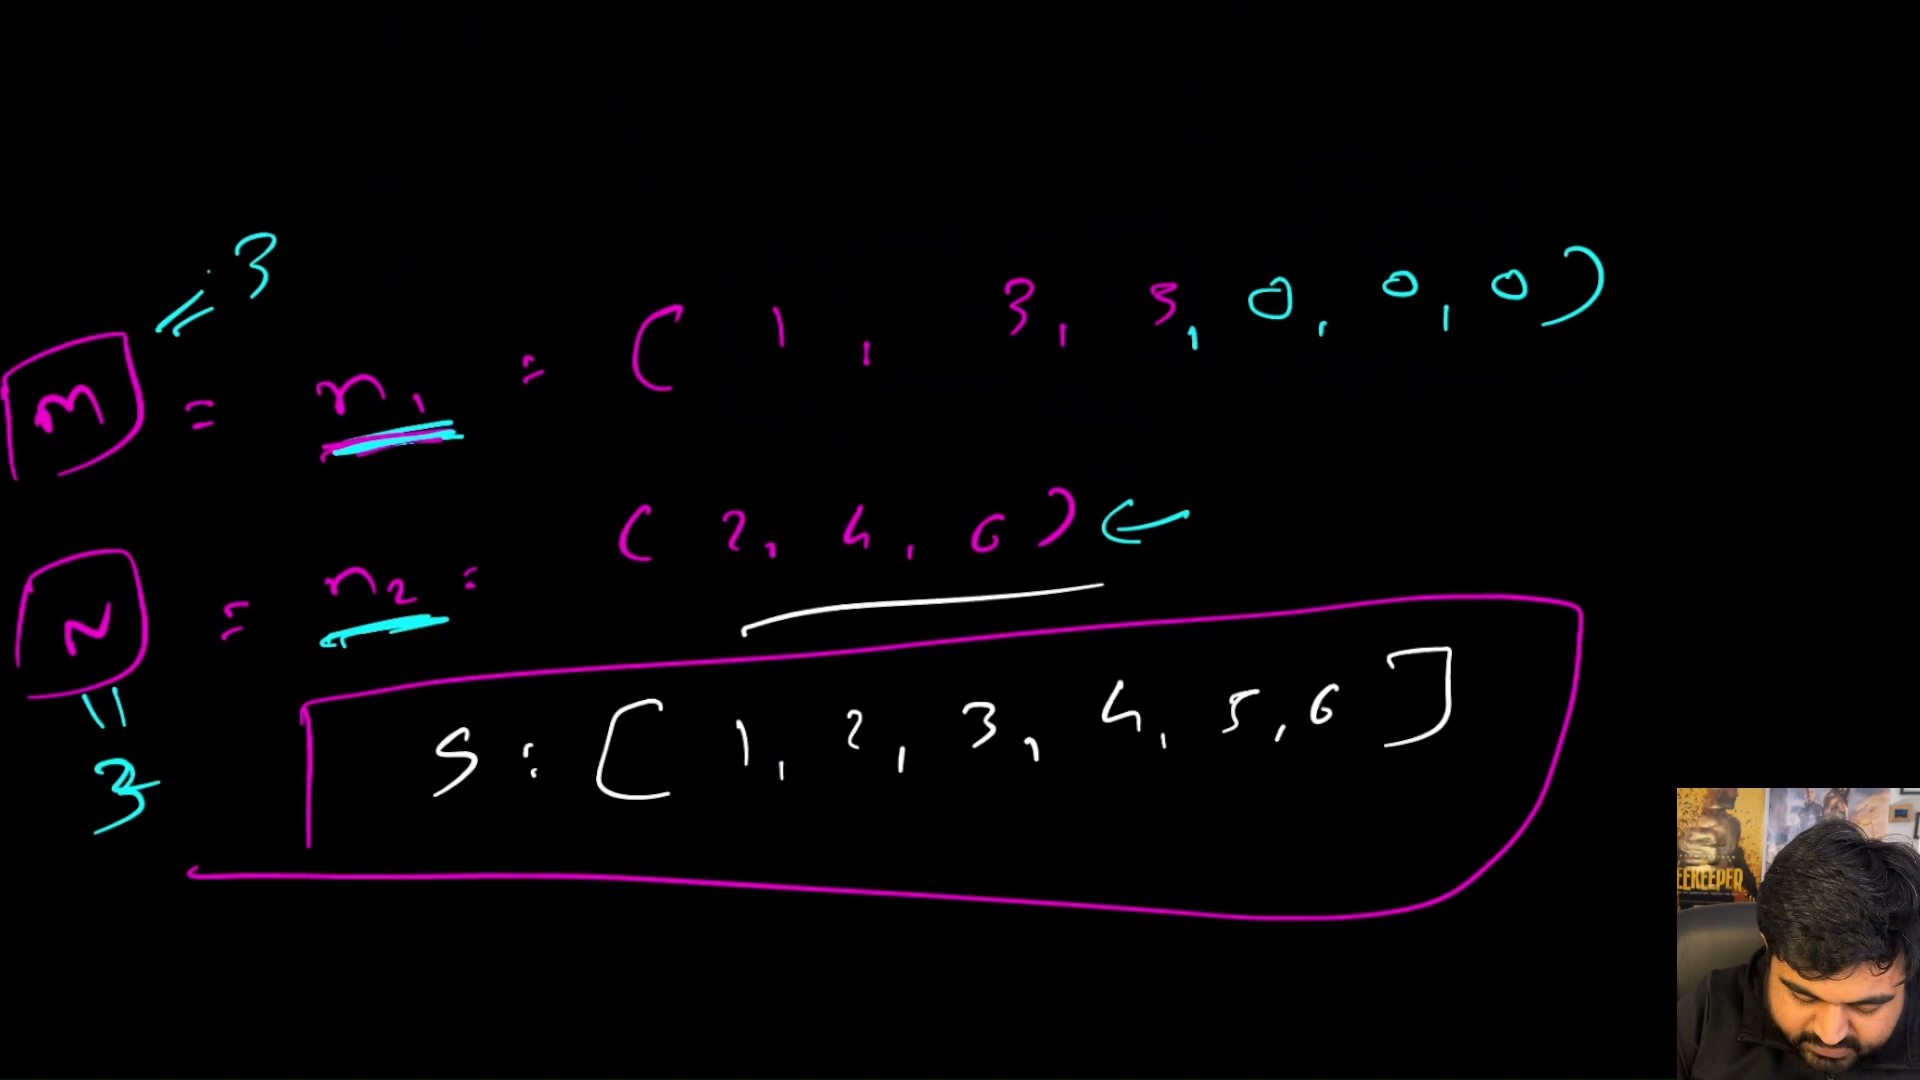 3
M = n1 = [ 1, 3, 5, 0, 0, 0 ]
N = n2 = [ 2, 4, 6 ]
3
S : [ 1, 2, 3, 4, 5, 6 ]
EEKEEPER